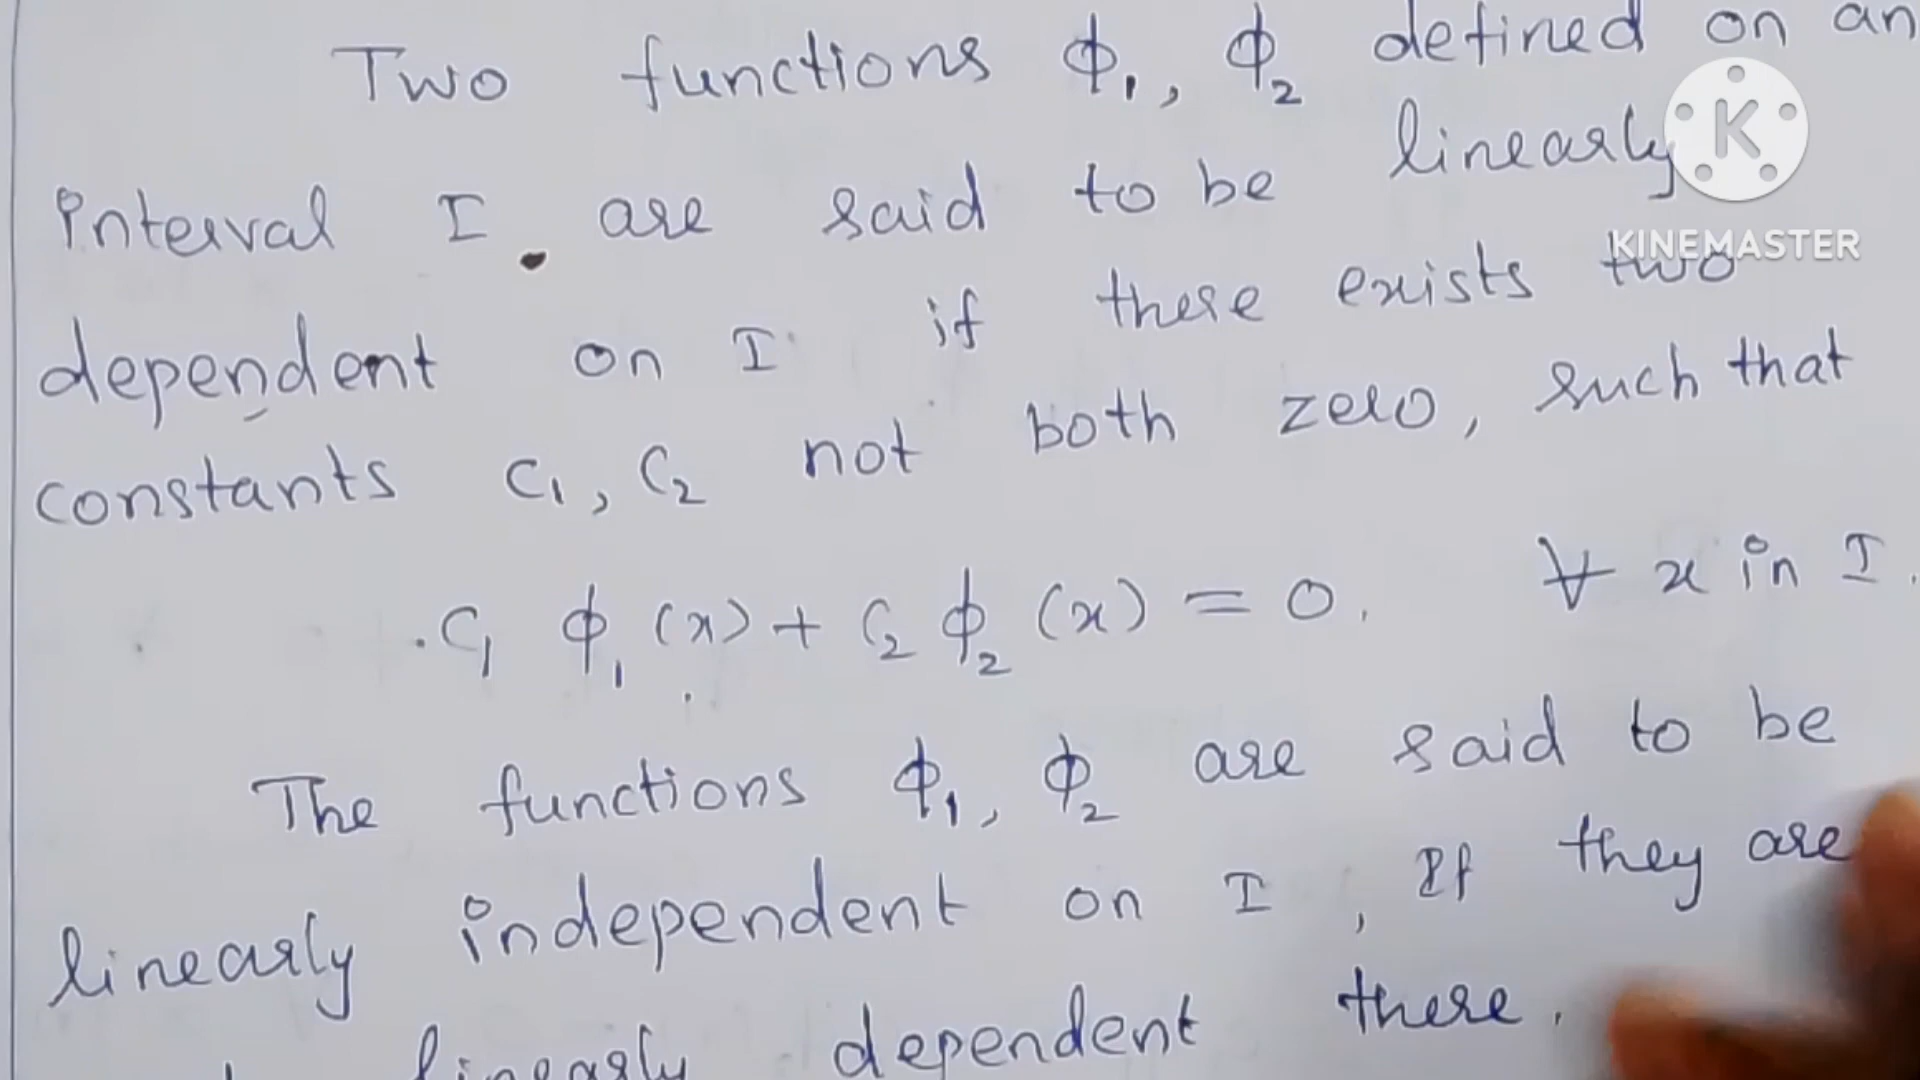 Two functions ϕ₁, ϕ₂ defined on an
interval I are said to be linearly
dependent on I if there exists two
constants c₁, c₂ not both zero, such that
c₁ ϕ₁(x) + c₂ ϕ₂(x) = 0. ∀ x in I.
The functions ϕ₁, ϕ₂ are said to be
linearly independent on I, If they are
linearly dependent there.
K
KINEMASTER